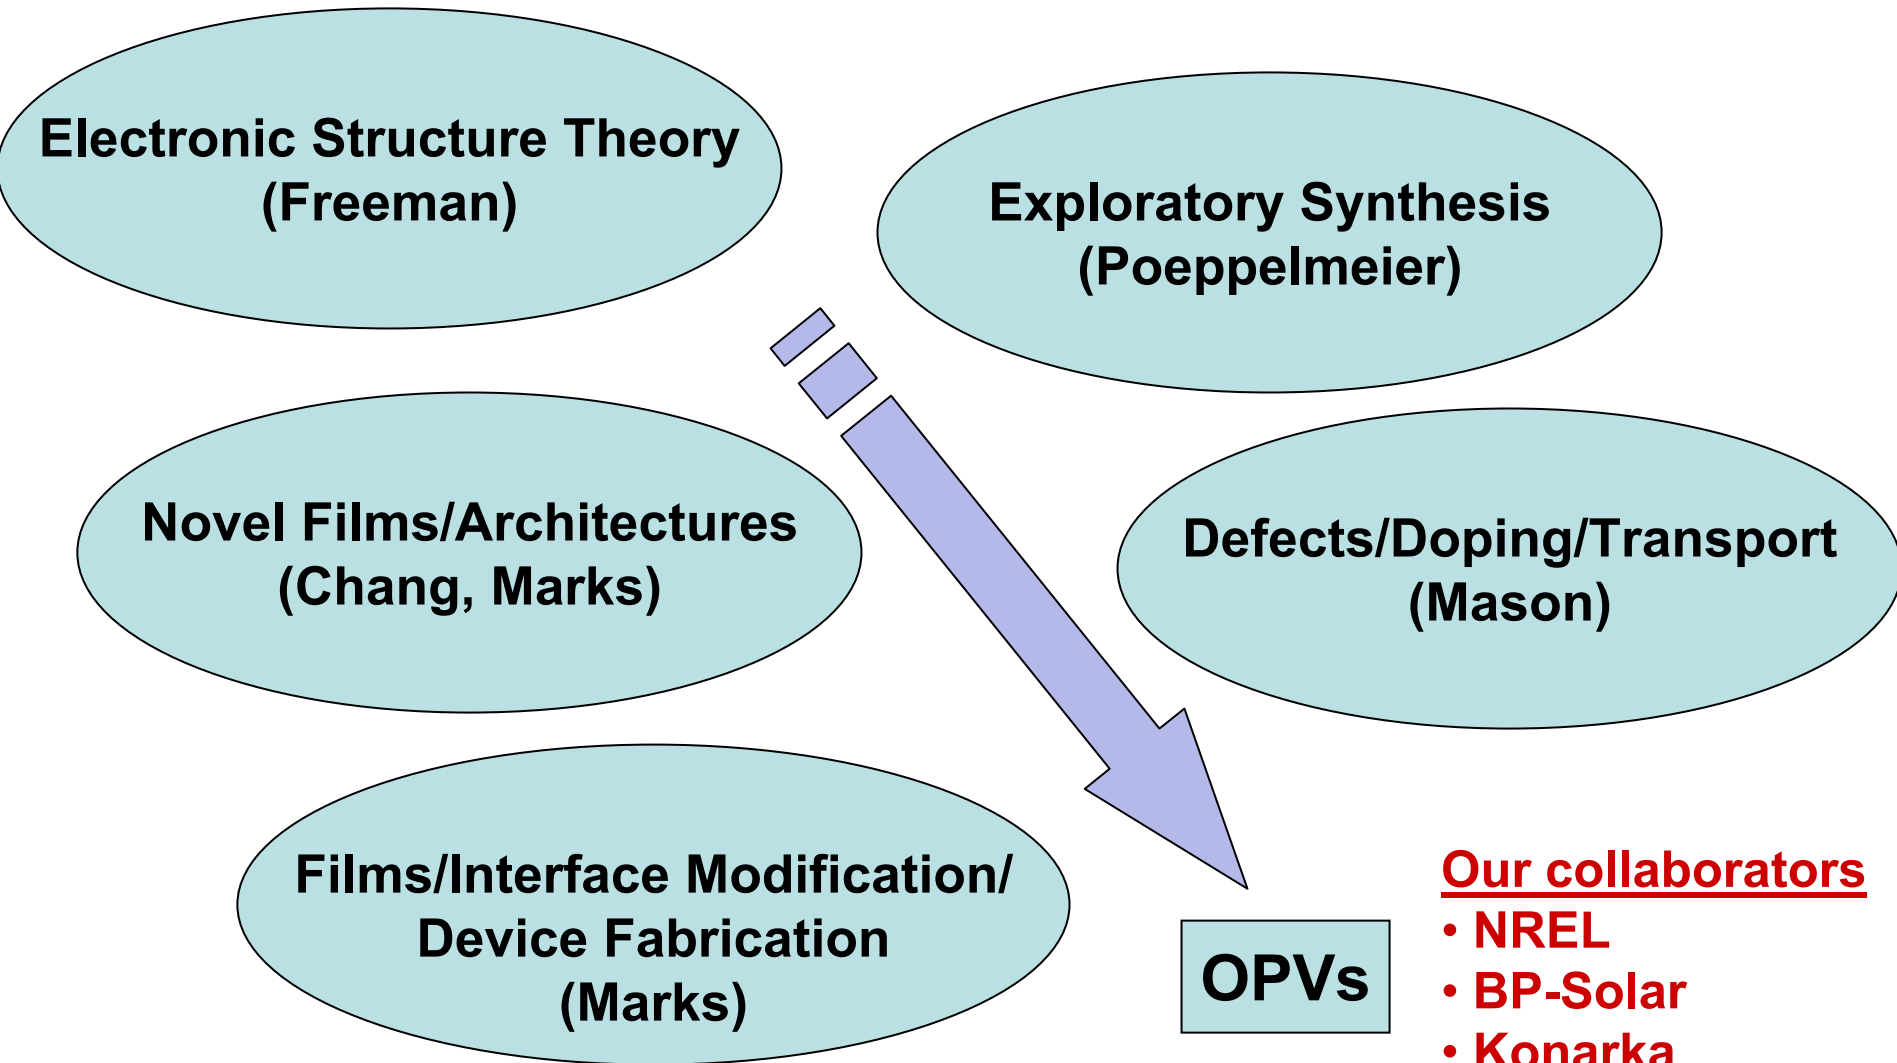 Electronic Structure Theory
(Freeman)
Exploratory Synthesis
(Poeppelmeier)
Novel Films/Architectures
(Chang, Marks)
Defects/Doping/Transport
(Mason)
Films/Interface Modification/
Device Fabrication
(Marks)
OPVs
Our collaborators
• NREL
• BP-Solar
• Konarka